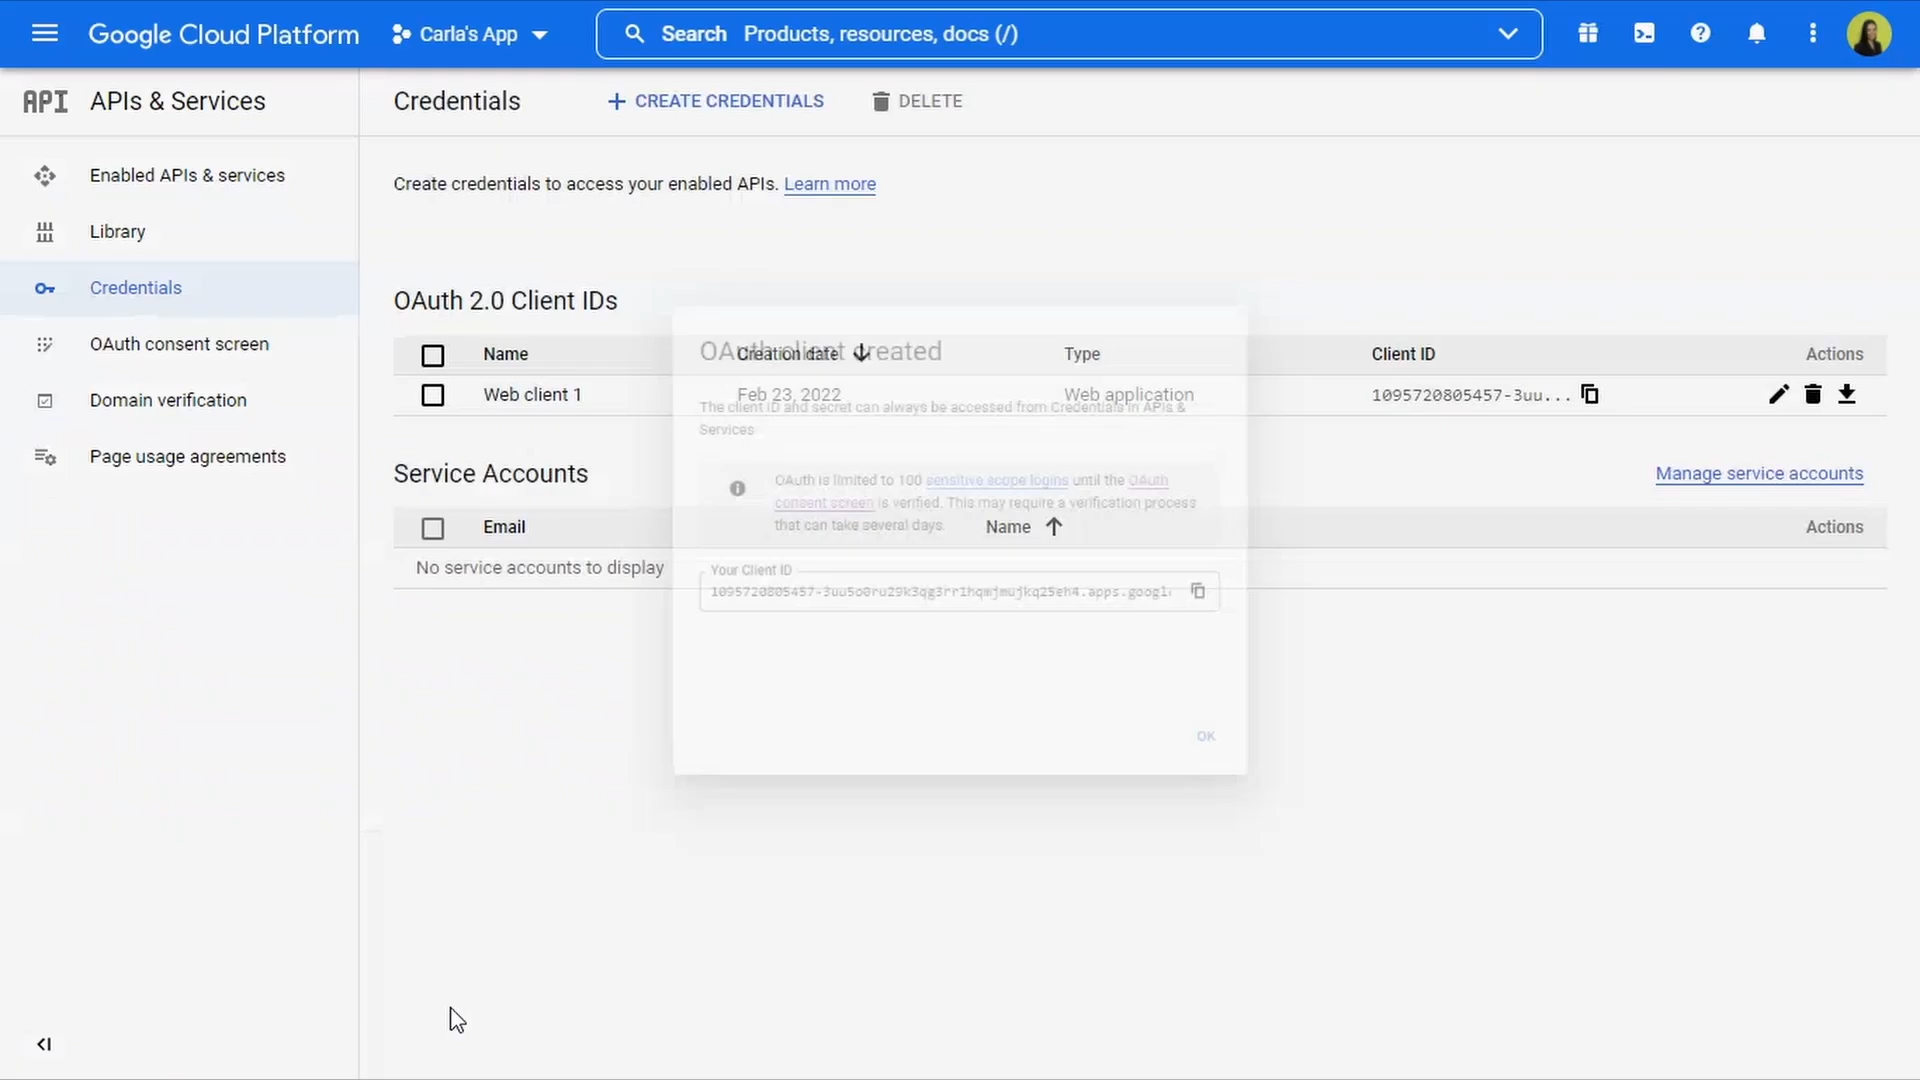 Google Cloud Platform
Carla's App
Search Products, resources, docs (/)
API APIs & Services
Enabled APIs & services
Library
Credentials
OAuth consent screen
Domain verification
Page usage agreements
Credentials
+ CREATE CREDENTIALS
DELETE
Create credentials to access your enabled APIs. Learn more
OAuth 2.0 Client IDs
Name Creation date Type Client ID Actions
Web client 1 Feb 23, 2022 Web application 1095720805457-3uu...
Service Accounts
Manage service accounts
Email Name Actions
No service accounts to display
OAuth client created
The client ID and secret can always be accessed from Credentials in APIs &
Services
OAuth is limited to 100 sensitive scope logins until the OAuth
consent screen is verified. This may require a verification process
that can take several days.
Your Client ID
OK